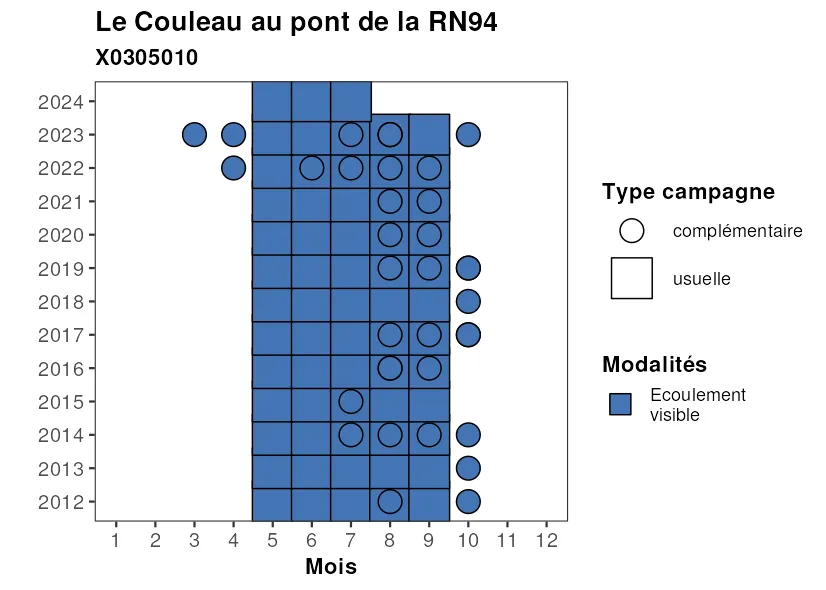 Le Couleau au pont de la RN94
X0305010
2024
2023
2022
2021
2020
2019
2018
2017
2016
2015
2014
2013
2012
1 2 3 4 5 6 7 8 9 10 11 12
Mois
Type campagne
complémentaire
usuelle
Modalités
Ecoulement
visible